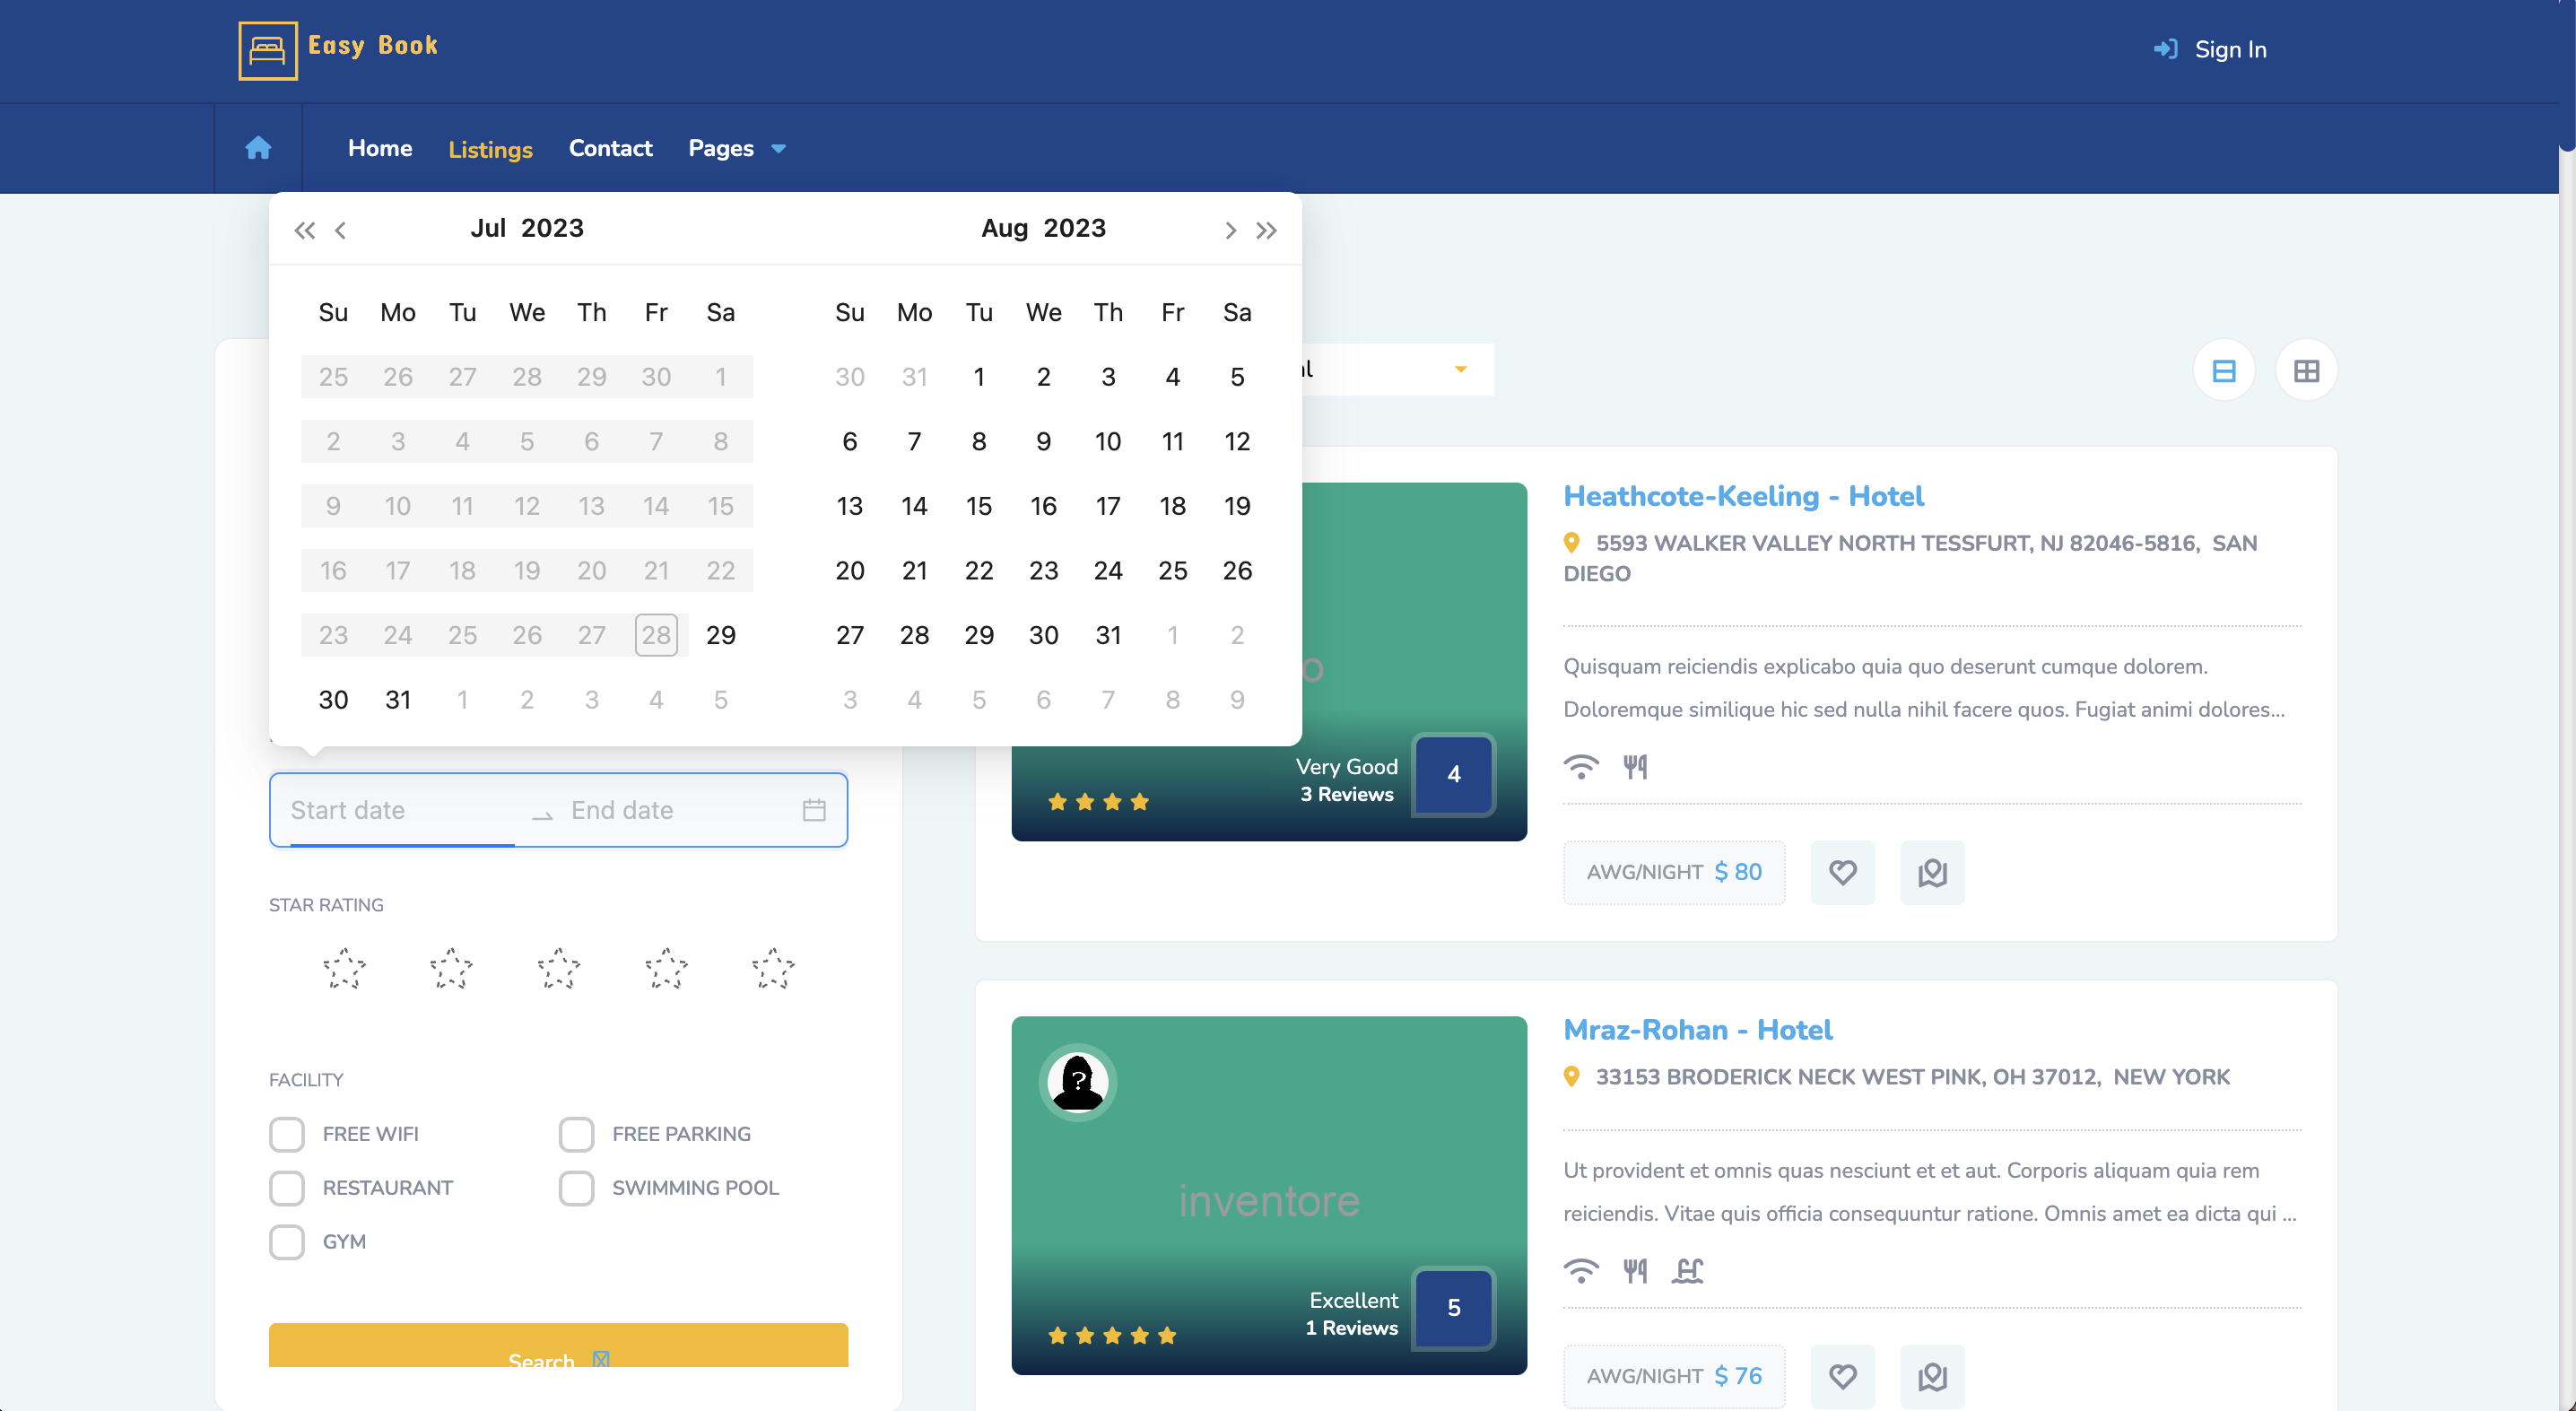 Easy Book
Sign In
Home
Listings
Contact
Pages
Jul 2023
Aug 2023
Su Mo Tu We Th Fr Sa
25 26 27 28 29 30 1
2 3 4 5 6 7 8
9 10 11 12 13 14 15
16 17 18 19 20 21 22
23 24 25 26 27 28 29
30 31 1 2 3 4 5
Su Mo Tu We Th Fr Sa
30 31 1 2 3 4 5
6 7 8 9 10 11 12
13 14 15 16 17 18 19
20 21 22 23 24 25 26
27 28 29 30 31 1 2
3 4 5 6 7 8 9
Start date
End date
STAR RATING
FACILITY
FREE WIFI
FREE PARKING
RESTAURANT
SWIMMING POOL
GYM
Search
Very Good
3 Reviews
4
Heathcote-Keeling - Hotel
5593 WALKER VALLEY NORTH TESSFURT, NJ 82046-5816, SAN
DIEGO
Quisquam reiciendis explicabo quia quo deserunt cumque dolorem.
Doloremque similique hic sed nulla nihil facere quos. Fugiat animi dolores...
AWG/NIGHT $ 80
?
inventore
Excellent
1 Reviews
5
Mraz-Rohan - Hotel
33153 BRODERICK NECK WEST PINK, OH 37012, NEW YORK
Ut provident et omnis quas nesciunt et et aut. Corporis aliquam quia rem
reiciendis. Vitae quis officia consequuntur ratione. Omnis amet ea dicta qui ...
AWG/NIGHT $ 76